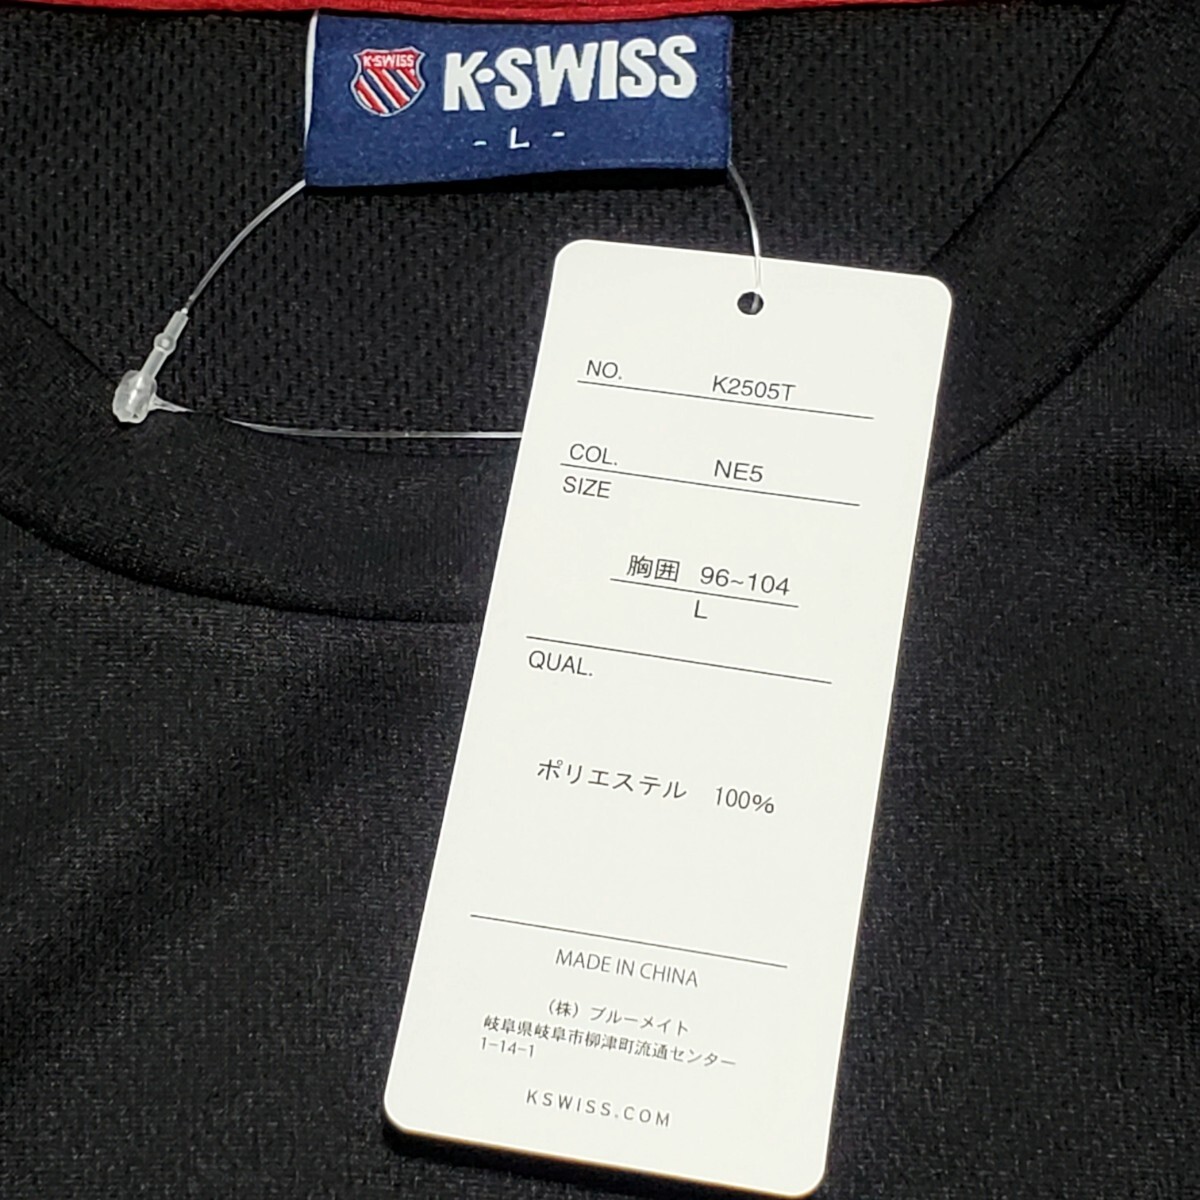 K·SWISS
K·SWISS
- L -
NO. K2505T
COL. NE5
SIZE
胸囲 96~104
L
QUAL.
ポリエステル 100%
MADE IN CHINA
（株）ブルーメイト
岐阜県岐阜市柳津町流通センター
1-14-1
KSWISS.COM